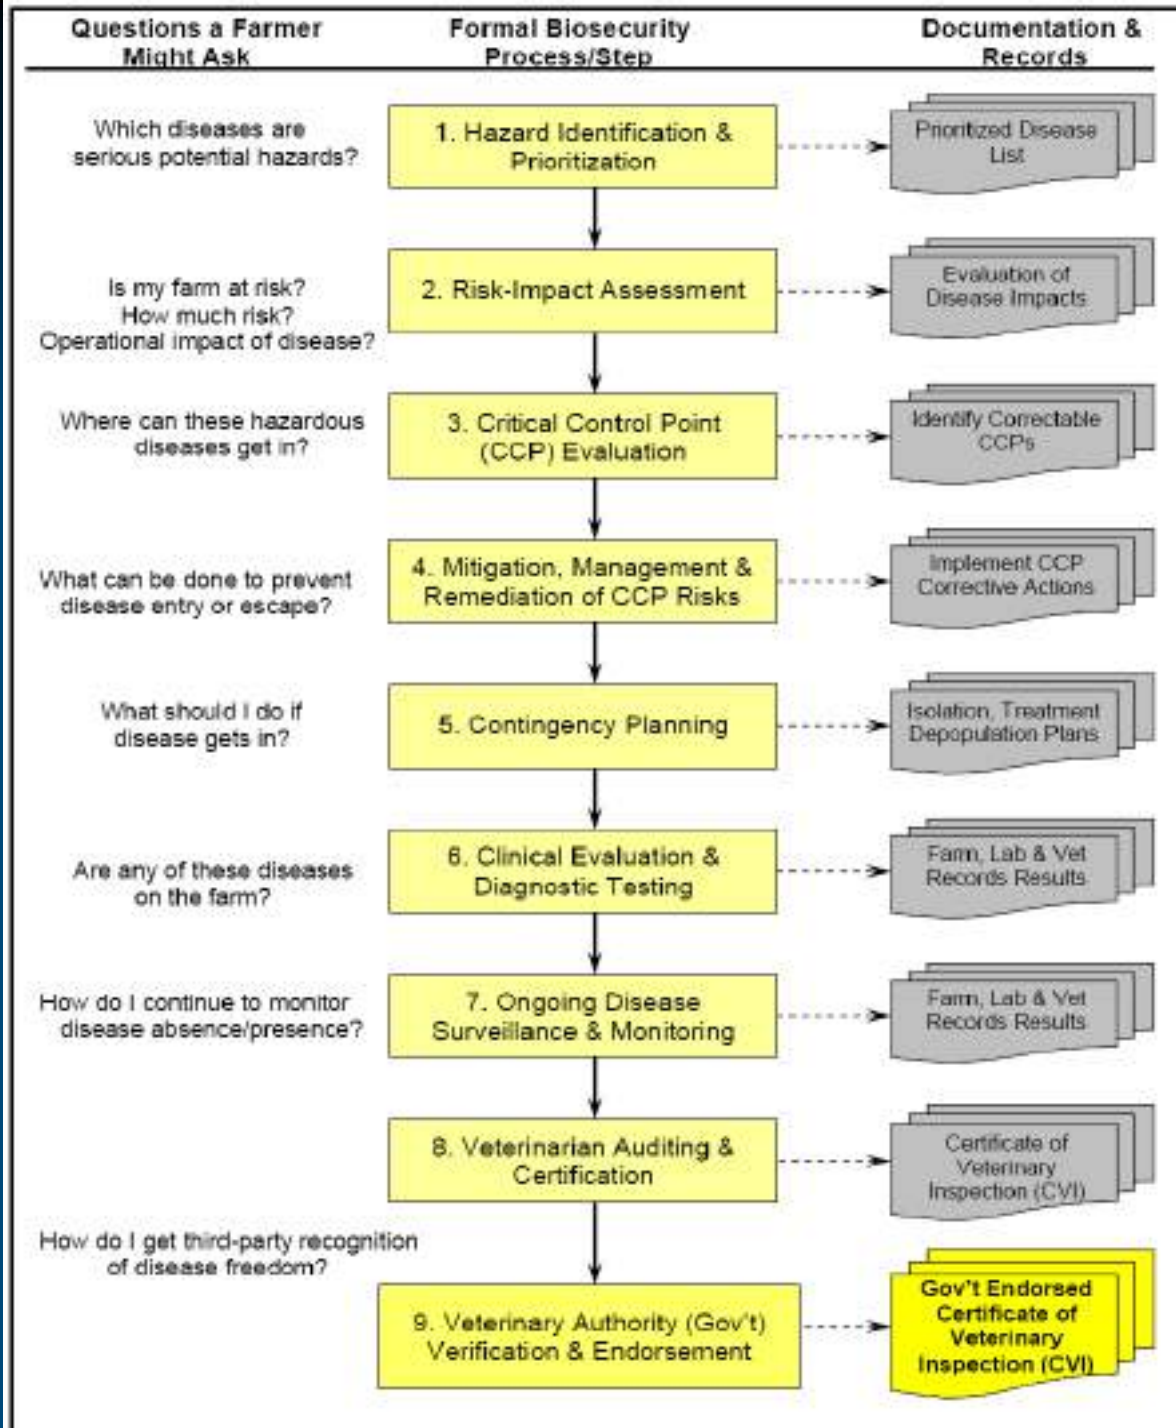 Questions a Farmer
Might Ask
Formal Biosecurity
Process/Step
Documentation &
Records
Which diseases are
serious potential hazards?
1. Hazard Identification &
Prioritization
Prioritized Disease
List
Is my farm at risk?
How much risk?
Operational impact of disease?
2. Risk-Impact Assessment
Evaluation of
Disease Impacts
Where can these hazardous
diseases get in?
3. Critical Control Point
(CCP) Evaluation
Identify Correctable
CCPs
What can be done to prevent
disease entry or escape?
4. Mitigation, Management &
Remediation of CCP Risks
Implement CCP
Corrective Actions
What should I do if
disease gets in?
5. Contingency Planning
Isolation, Treatment
Depopulation Plans
Are any of these diseases
on the farm?
6. Clinical Evaluation &
Diagnostic Testing
Farm, Lab & Vet
Records Results
How do I continue to monitor
disease absence/presence?
7. Ongoing Disease
Surveillance & Monitoring
Farm, Lab & Vet
Records Results
8. Veterinarian Auditing &
Certification
Certificate of
Veterinary
Inspection (CVI)
How do I get third-party recognition
of disease freedom?
9. Veterinary Authority (Gov't)
Verification & Endorsement
Gov't Endorsed
Certificate of
Veterinary
Inspection (CVI)